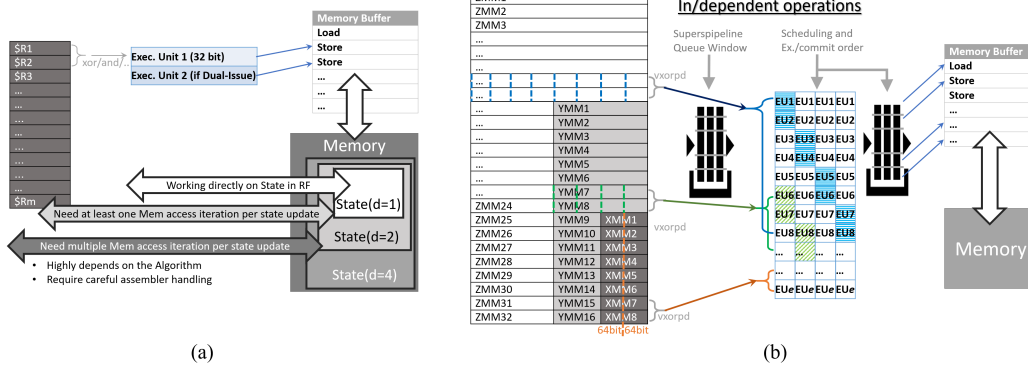 Memory Buffer
Load
Store
Store
...
...
$R1
$R2
$R3
...
...
...
...
...
...
...
...
$Rm
xor/and/..
Exec. Unit 1 (32 bit)
Exec. Unit 2 (if Dual-Issue)
Memory
Working directly on State in RF
State(d=1)
Need at least one Mem access iteration per state update
State(d=2)
Need multiple Mem access iteration per state update
• Highly depends on the Algorithm
• Require careful assembler handling
State(d=4)
(a)
In/dependent operations
ZMM2
ZMM3
...
...
...
...
...
... YMM1
... YMM2
... YMM3
... YMM4
... YMM5
... YMM6
... YMM7
ZMM24 YMM8
ZMM25 YMM9 XMM1
ZMM26 YMM10 XMM2
ZMM27 YMM11 XMM3
ZMM28 YMM12 XMM4
ZMM29 YMM13 XMM5
ZMM30 YMM14 XMM6
ZMM31 YMM15 XMM7
ZMM32 YMM16 XMM8
64bit 64bit
vxorpd
vxorpd
vxorpd
Superspipeline
Queue Window
Scheduling and
Ex./commit order
EU1 EU1 EU1 EU1
EU2 EU2 EU2 EU2
EU3 EU3 EU3 EU3
EU4 EU4 EU4 EU4
EU5 EU5 EU5 EU5
EU6 EU6 EU6 EU6
EU7 EU7 EU7 EU7
EU8 EU8 EU8 EU8
... ... ... ...
... ... ... ...
EUe EUe EUe EUe
Memory Buffer
Load
Store
Store
...
...
...
Memory
(b)